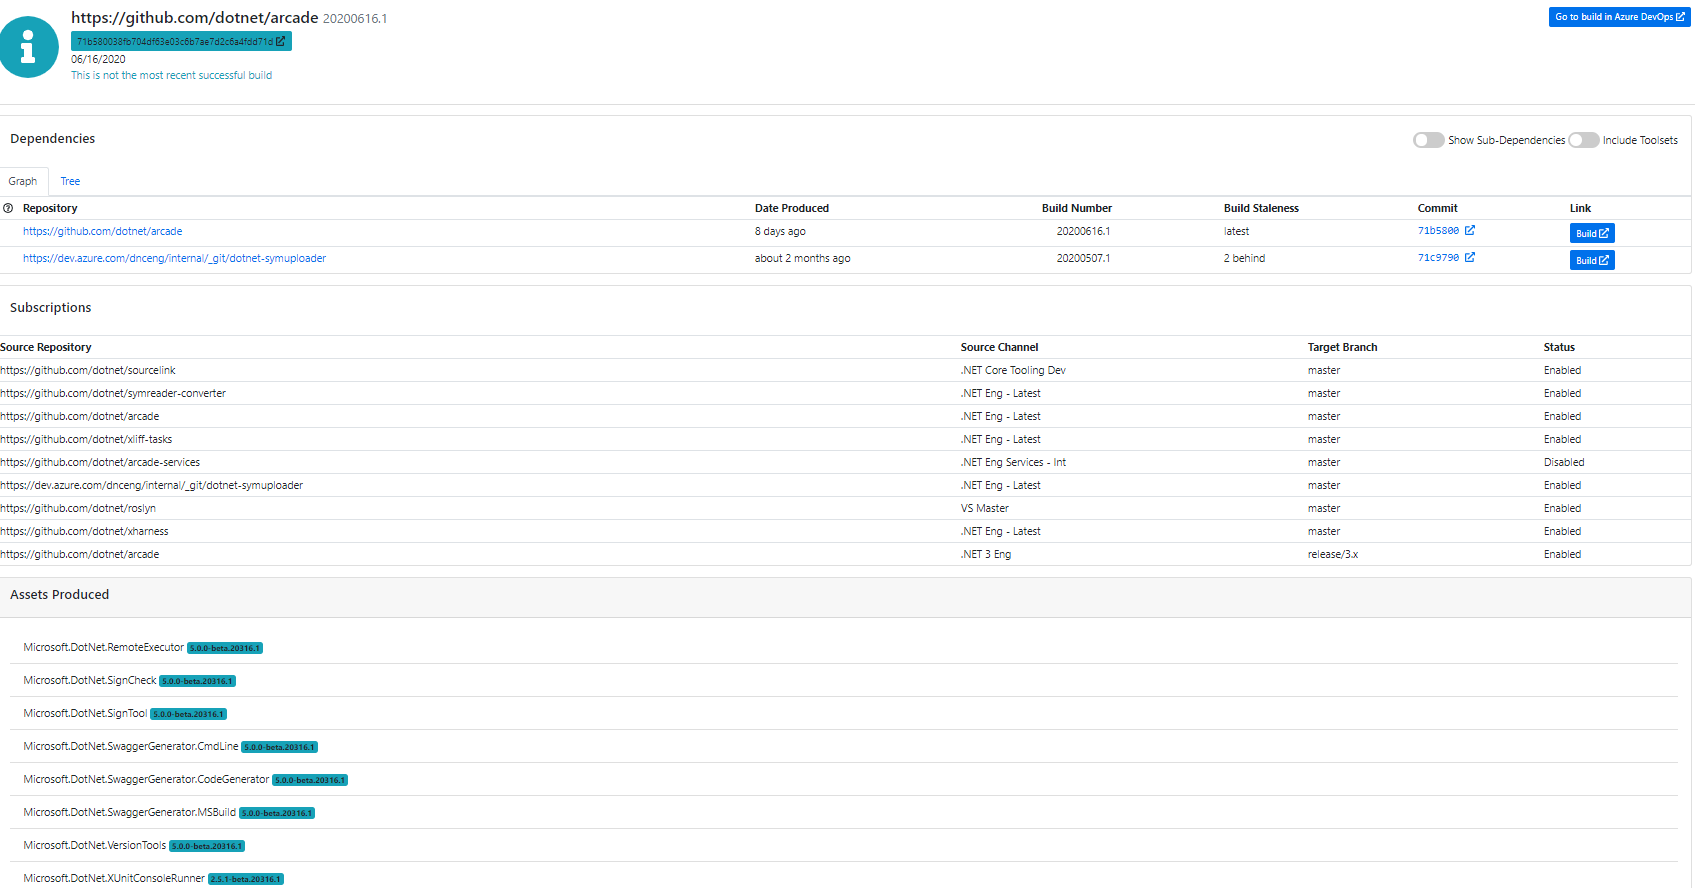 https://github.com/dotnet/arcade 20200616.1
Go to build in Azure DevOps
71b580038fb704df63e03c6b7ae7d2c6a4fdd71d
06/16/2020
This is not the most recent successful build
Dependencies
Show Sub-Dependencies Include Toolsets
Graph Tree
Repository Date Produced Build Number Build Staleness Commit Link
https://github.com/dotnet/arcade 8 days ago 20200616.1 latest 71b5800 Build
https://dev.azure.com/dnceng/internal/_git/dotnet-symuploader about 2 months ago 20200507.1 2 behind 71c9790 Build
Subscriptions
Source Repository Source Channel Target Branch Status
https://github.com/dotnet/sourcelink .NET Core Tooling Dev master Enabled
https://github.com/dotnet/symreader-converter .NET Eng - Latest master Enabled
https://github.com/dotnet/arcade .NET Eng - Latest master Enabled
https://github.com/dotnet/xliff-tasks .NET Eng - Latest master Enabled
https://github.com/dotnet/arcade-services .NET Eng Services - Int master Disabled
https://dev.azure.com/dnceng/internal/_git/dotnet-symuploader .NET Eng - Latest master Enabled
https://github.com/dotnet/roslyn VS Master master Enabled
https://github.com/dotnet/xharness .NET Eng - Latest master Enabled
https://github.com/dotnet/arcade .NET 3 Eng release/3.x Enabled
Assets Produced
Microsoft.DotNet.RemoteExecutor 5.0.0-beta.20316.1
Microsoft.DotNet.SignCheck 5.0.0-beta.20316.1
Microsoft.DotNet.SignTool 5.0.0-beta.20316.1
Microsoft.DotNet.SwaggerGenerator.CmdLine 5.0.0-beta.20316.1
Microsoft.DotNet.SwaggerGenerator.CodeGenerator 5.0.0-beta.20316.1
Microsoft.DotNet.SwaggerGenerator.MSBuild 5.0.0-beta.20316.1
Microsoft.DotNet.VersionTools 5.0.0-beta.20316.1
Microsoft.DotNet.XUnitConsoleRunner 2.5.1-beta.20316.1